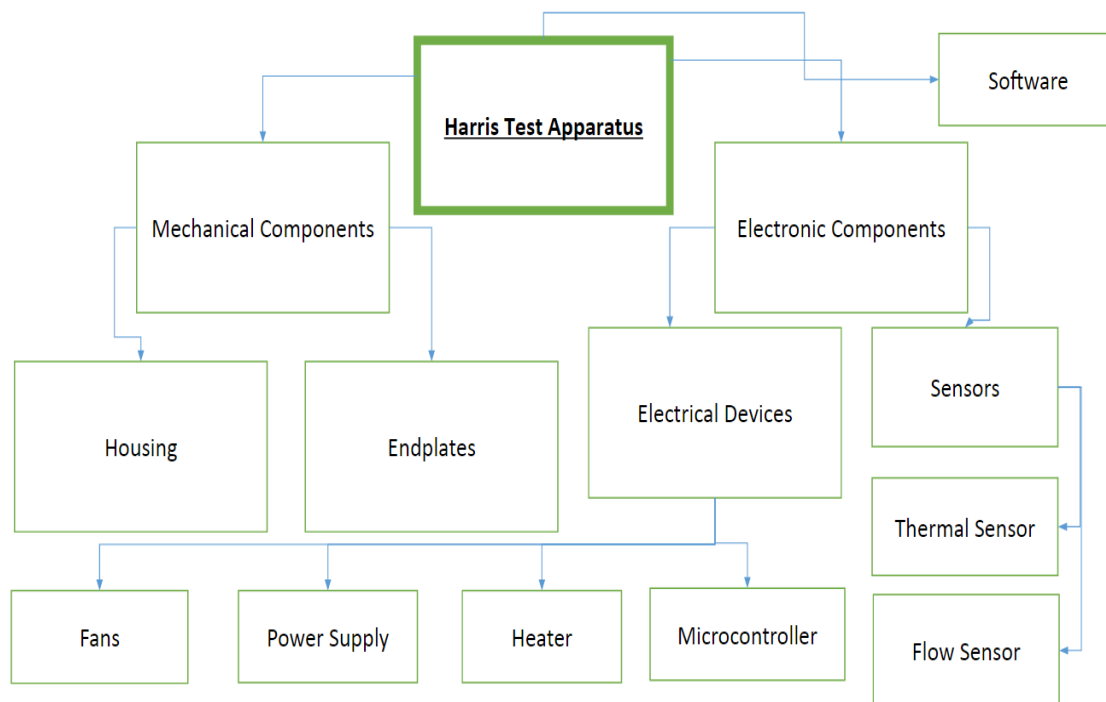 Harris Test Apparatus
Software
Mechanical Components
Electronic Components
Housing
Endplates
Electrical Devices
Sensors
Thermal Sensor
Fans
Power Supply
Heater
Microcontroller
Flow Sensor